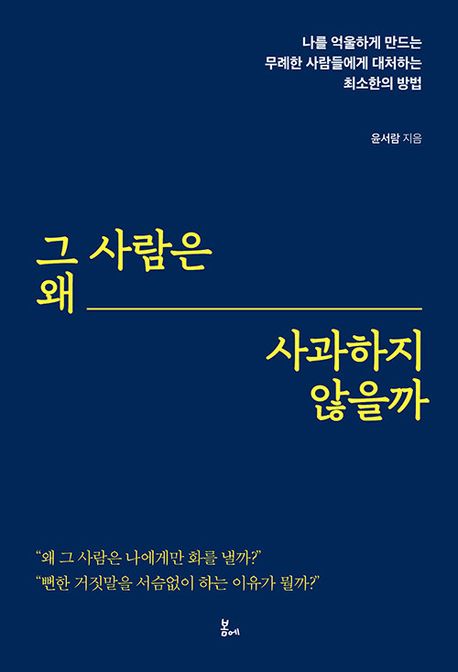 나를 억울하게 만드는
무례한 사람들에게 대처하는
최소한의 방법
윤서람 지음
그 사람은
왜
사과하지
않을까
“왜 그 사람은 나에게만 화를 낼까?”
“뻔한 거짓말을 서슴없이 하는 이유가 뭘까?”
봄에